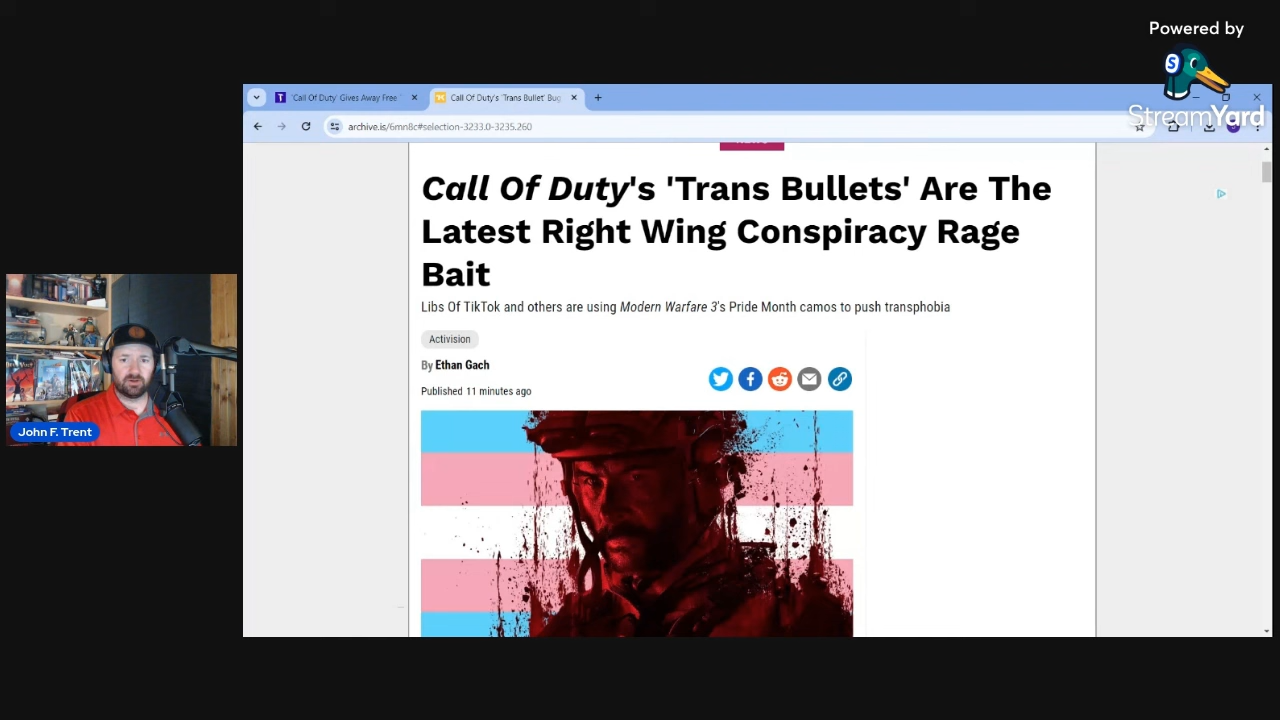 Powered by
S
StreamYard
T 'Call Of Duty' Gives Away Free
Call Of Duty's 'Trans Bullet' Bug
archive.is/6mn8c#selection-3233.0-3235.260
Call Of Duty's 'Trans Bullets' Are The
Latest Right Wing Conspiracy Rage
Bait
Libs Of TikTok and others are using Modern Warfare 3's Pride Month camos to push transphobia
Activision
By Ethan Gach
Published 11 minutes ago
John F. Trent